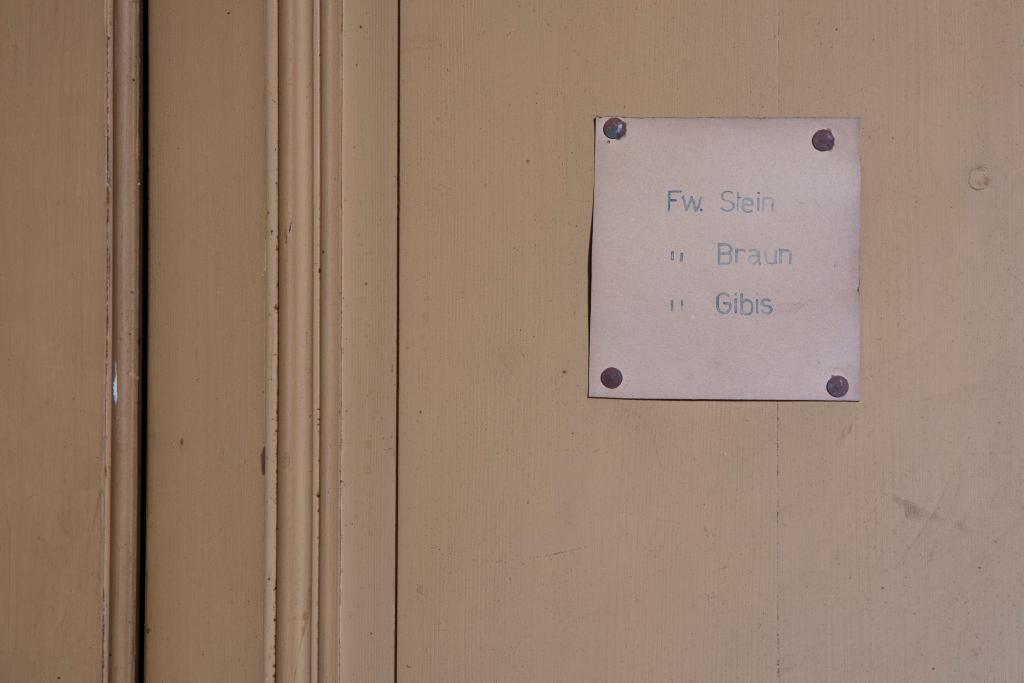 Fw. Stein
" Braun
" Gibis